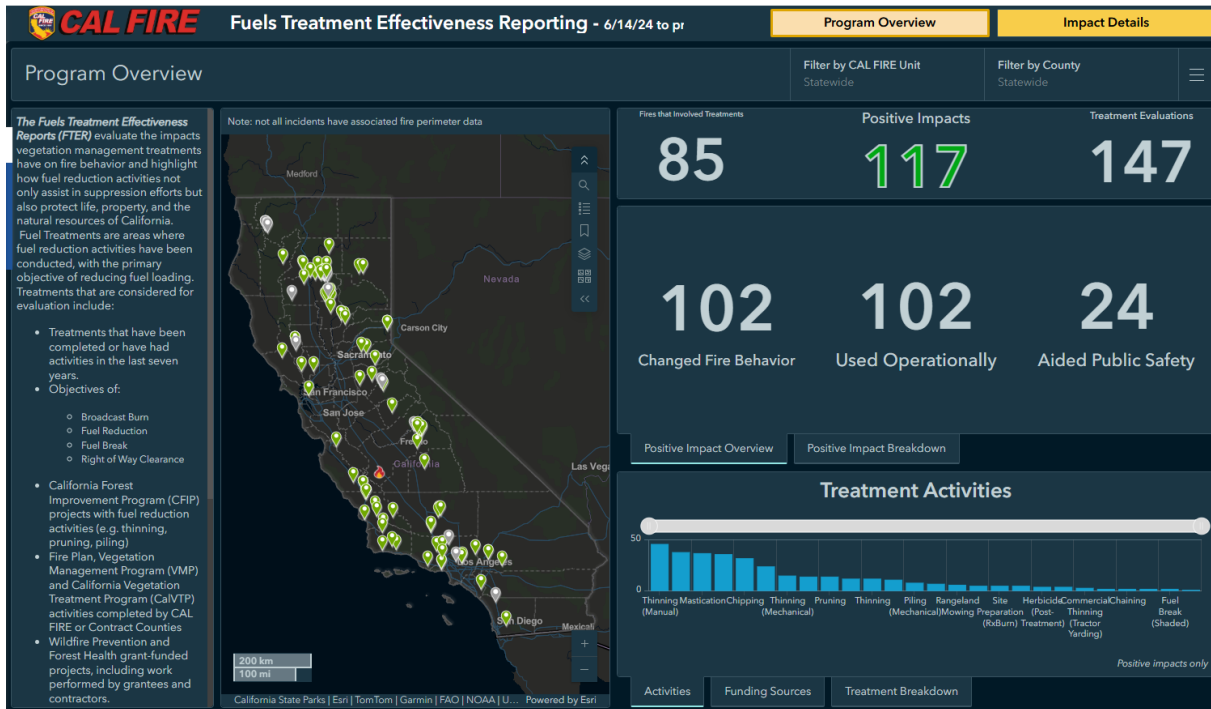 CAL FIRE
Fuels Treatment Effectiveness Reporting - 6/14/24 to pr
Program Overview
Impact Details
Program Overview
Filter by CAL FIRE Unit
Statewide
Filter by County
Statewide
The Fuels Treatment Effectiveness
Reports (FTER) evaluate the impacts
vegetation management treatments
have on fire behavior and highlight
how fuel reduction activities not
only assist in suppression efforts but
also protect life, property, and the
natural resources of California.
Fuel Treatments are areas where
fuel reduction activities have been
conducted, with the primary
objective of reducing fuel loading.
Treatments that are considered for
evaluation include:
• Treatments that have been
completed or have had
activities in the last seven
years.
• Objectives of:
○ Broadcast Burn
○ Fuel Reduction
○ Fuel Break
○ Right of Way Clearance
• California Forest
Improvement Program (CFIP)
projects with fuel reduction
activities (e.g. thinning,
pruning, piling)
• Fire Plan, Vegetation
Management Program (VMP)
and California Vegetation
Treatment Program (CalVTP)
activities completed by CAL
FIRE or Contract Counties
• Wildfire Prevention and
Forest Health grant-funded
projects, including work
performed by grantees and
contractors.
Note: not all incidents have associated fire perimeter data
Medford
Nevada
Carson City
Sacramento
San Francisco
San Jose
Fresno
California
Las Vega
Los Angeles
San Diego
Mexicali
200 km
100 mi
California State Parks | Esri | TomTom | Garmin | FAO | NOAA | U... Powered by Esri
Fires that Involved Treatments
85
Positive Impacts
117
Treatment Evaluations
147
102
Changed Fire Behavior
102
Used Operationally
24
Aided Public Safety
Positive Impact Overview
Positive Impact Breakdown
Treatment Activities
50
0
Thinning (Manual)
Mastication
Chipping
Thinning (Mechanical)
Pruning
Thinning
Piling (Mechanical)
Rangeland Mowing
Site Preparation (RxBurn)
Herbicide (Post-Treatment)
Commercial Thinning (Tractor Yarding)
Chaining
Fuel Break (Shaded)
Positive impacts only
Activities
Funding Sources
Treatment Breakdown